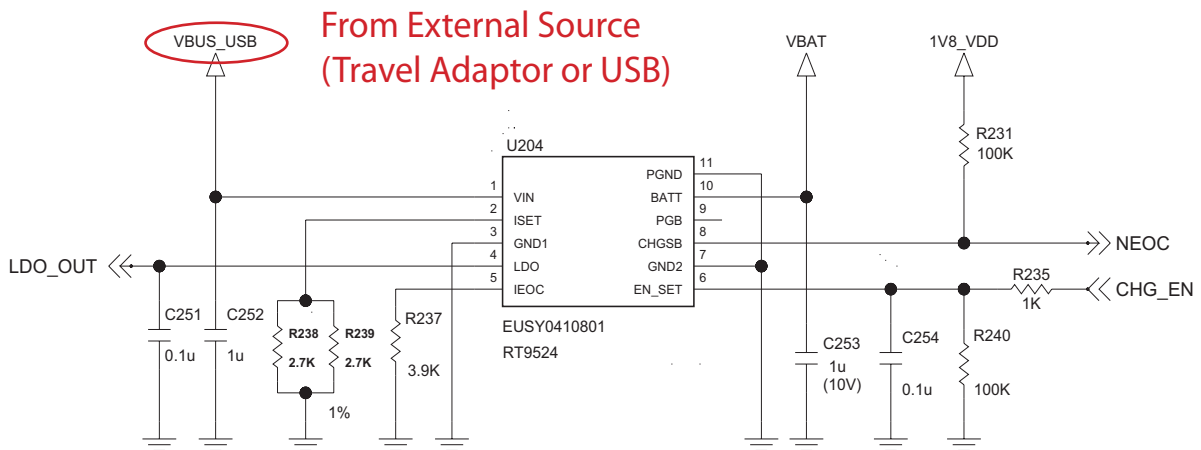 From External Source
(Travel Adaptor or USB)
VBUS_USB
VBAT
1V8_VDD
R231
100K
U204
1
2
3
4
5
VIN
ISET
GND1
LDO
IEOC
PGND
BATT
PGB
CHGSB
GND2
EN_SET
11
10
9
8
7
6
EUSY0410801
RT9524
LDO_OUT
NEOC
CHG_EN
R235
1K
C251
0.1u
C252
1u
R238
2.7K
R239
2.7K
1%
R237
3.9K
C253
1u
(10V)
C254
0.1u
R240
100K